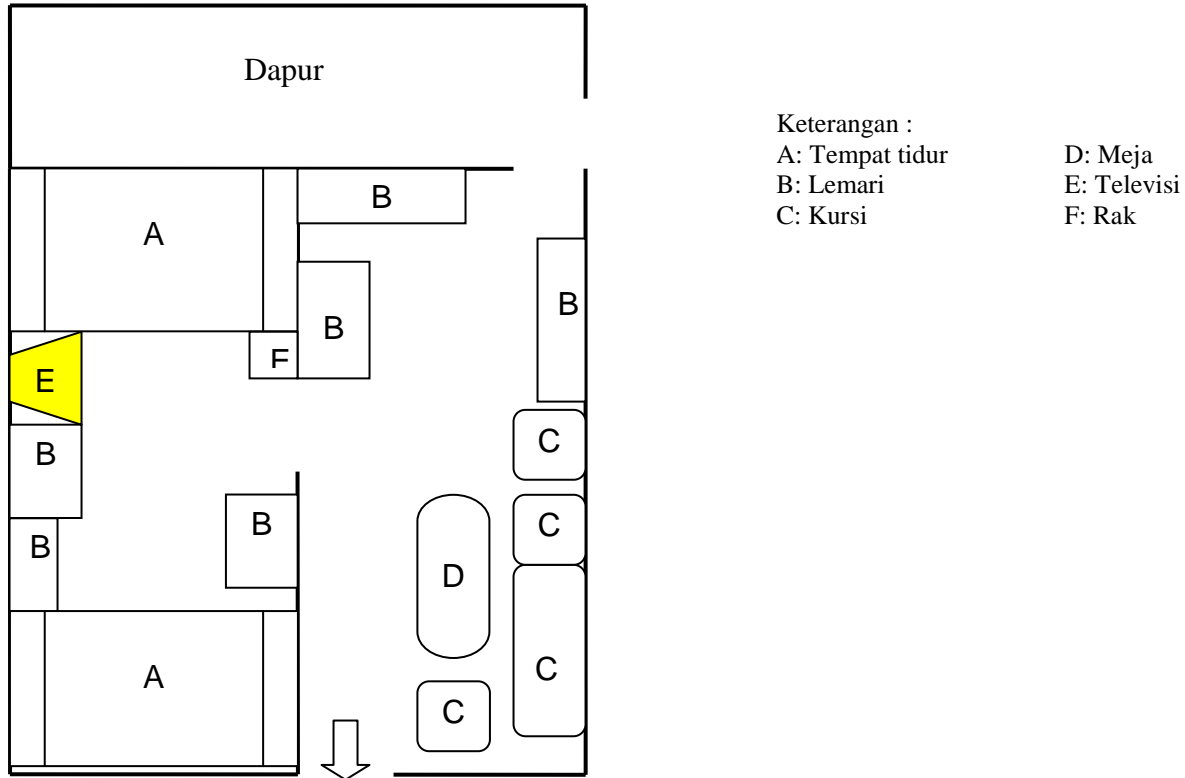 Dapur
Keterangan :
A: Tempat tidur D: Meja
B: Lemari E: Televisi
C: Kursi F: Rak
B
A
B
B
F
E
C
B
B
B
C
D
C
A
C